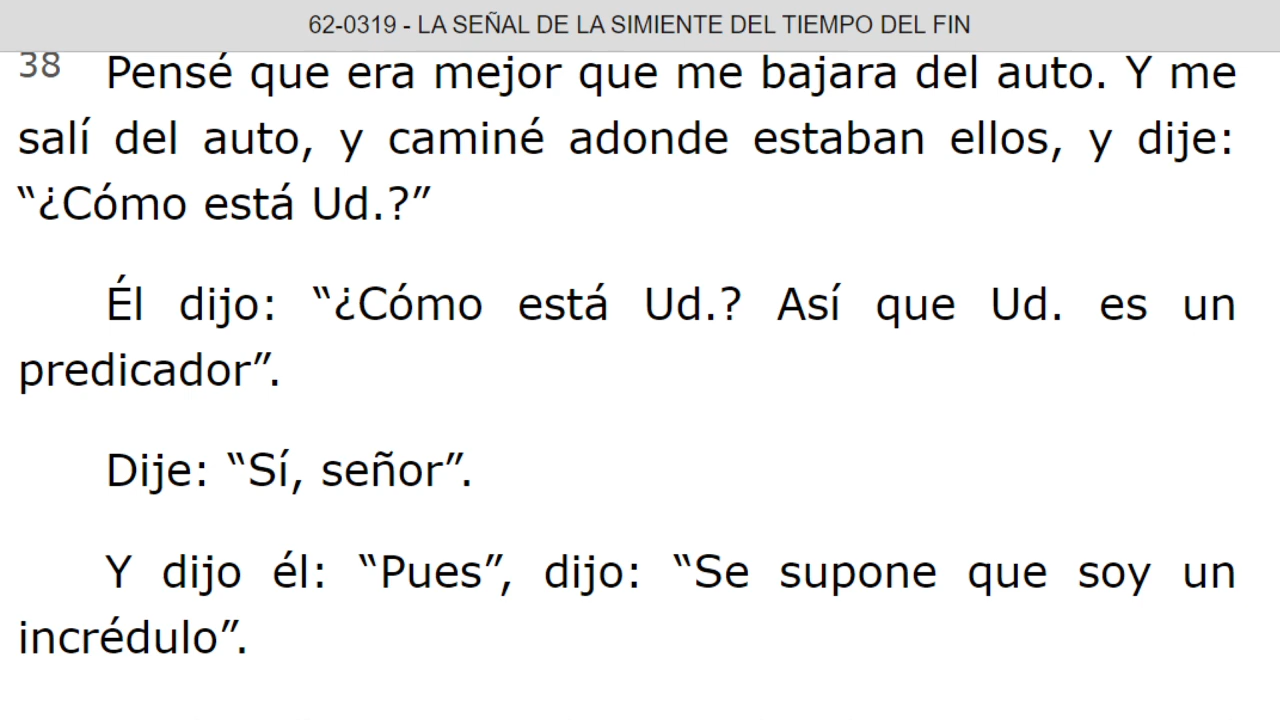 62-0319 - LA SEÑAL DE LA SIMIENTE DEL TIEMPO DEL FIN
38 Pensé que era mejor que me bajara del auto. Y me
salí del auto, y caminé adonde estaban ellos, y dije:
“¿Cómo está Ud.?”
Él dijo: “¿Cómo está Ud.? Así que Ud. es un
predicador”.
Dije: “Sí, señor”.
Y dijo él: “Pues”, dijo: “Se supone que soy un
incrédulo”.